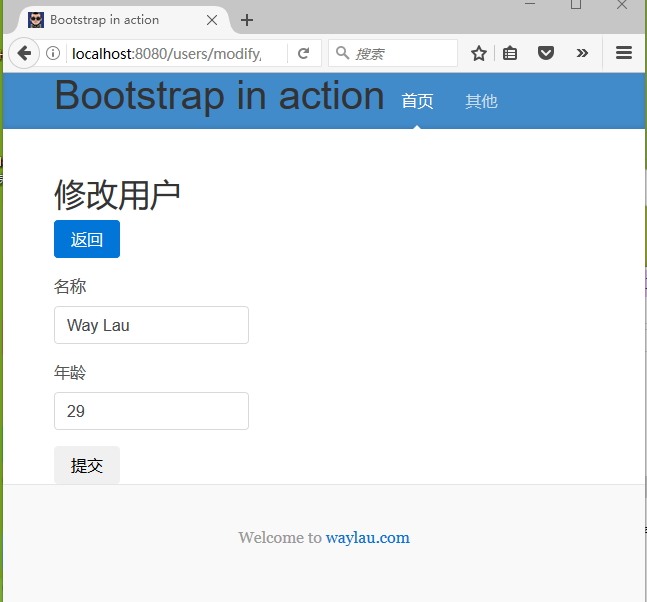 Bootstrap in action
localhost:8080/users/modify,
搜索
Bootstrap in action 首页 其他
修改用户
返回
名称
Way Lau
年龄
29
提交
Welcome to waylau.com